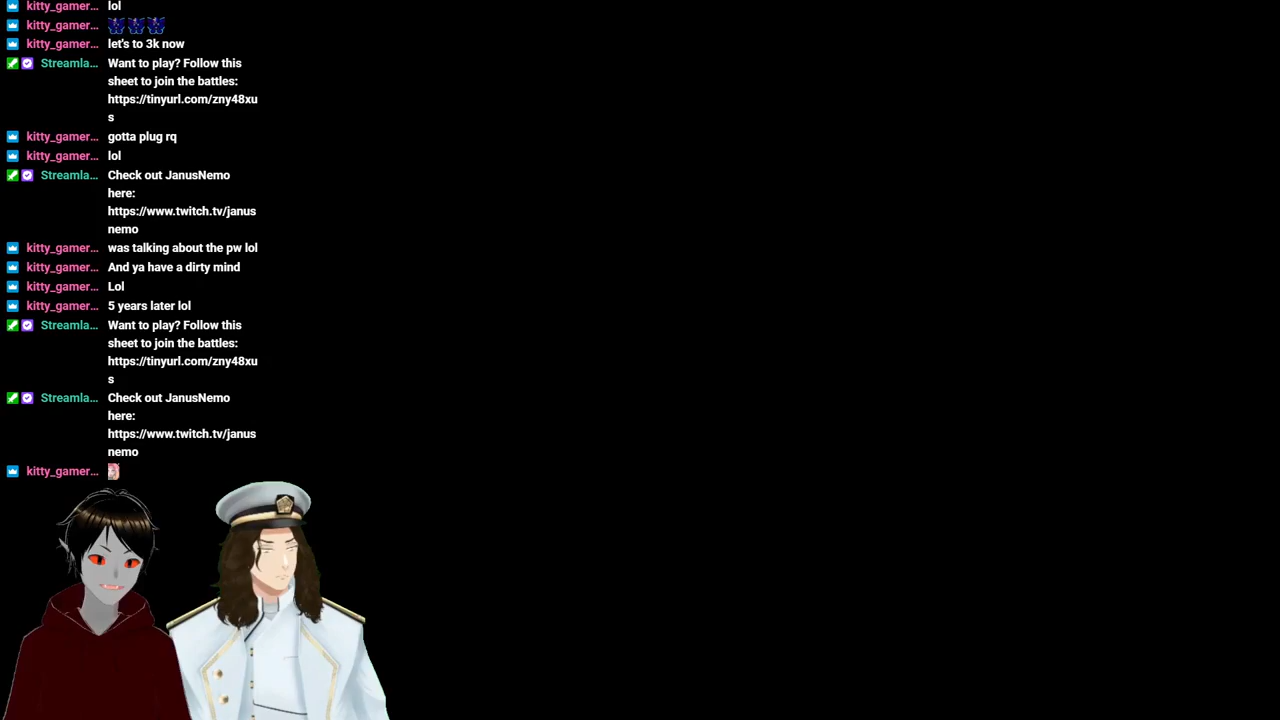 kitty_gamer... lol
kitty_gamer...
kitty_gamer... let's to 3k now
Streamla... Want to play? Follow this
sheet to join the battles:
https://tinyurl.com/zny48xu
s
kitty_gamer... gotta plug rq
kitty_gamer... lol
Streamla... Check out JanusNemo
here:
https://www.twitch.tv/janus
nemo
kitty_gamer... was talking about the pw lol
kitty_gamer... And ya have a dirty mind
kitty_gamer... Lol
kitty_gamer... 5 years later lol
Streamla... Want to play? Follow this
sheet to join the battles:
https://tinyurl.com/zny48xu
s
Streamla... Check out JanusNemo
here:
https://www.twitch.tv/janus
nemo
kitty_gamer...